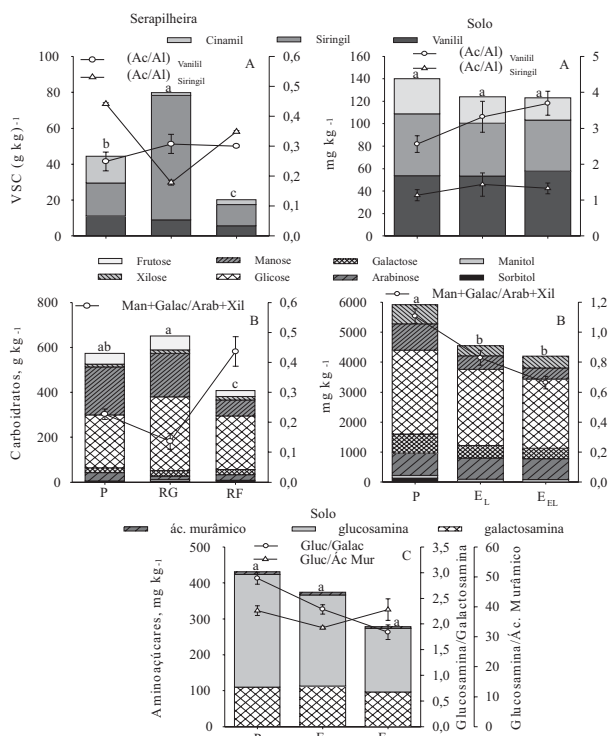 Serapilheira
Solo
Cinamil
Siringil
Vanilil
(Ac/Al) Vanilil
(Ac/Al) Siringil
A
(Ac/Al) Vanilil
(Ac/Al) Siringil
A
VSC (g kg)-1
100
80
60
40
20
0
b
a
c
0,6
0,5
0,4
0,3
0,2
0,1
0,0
mg kg-1
160
140
120
100
80
60
40
20
0
a
a
a
5
4
3
2
1
0
Frutose
Manose
Galactose
Manitol
Xilose
Glicose
Arabinose
Sorbitol
Carboidratos, g kg-1
800
600
400
200
0
Man+Galac/Arab+Xil
B
ab
a
c
0,6
0,5
0,4
0,3
0,2
0,1
0,0
P
RG
RF
mg kg-1
6000
5000
4000
3000
2000
1000
0
Man+Galac/Arab+Xil
B
a
b
b
1,2
1,0
0,8
0,6
0,4
0,2
0,0
P
EL
EEL
Solo
ác. murâmico
glucosamina
galactosamina
Aminoaçúcares, mg kg-1
500
400
300
200
100
0
Gluc/Galac
Gluc/Ác Mur
C
a
a
a
3,5
3,0
2,5
2,0
1,5
1,0
0,5
0,0
Glucosamina/Galactosamina
60
50
40
30
20
10
0
Glucosamina/Ác. Murâmico